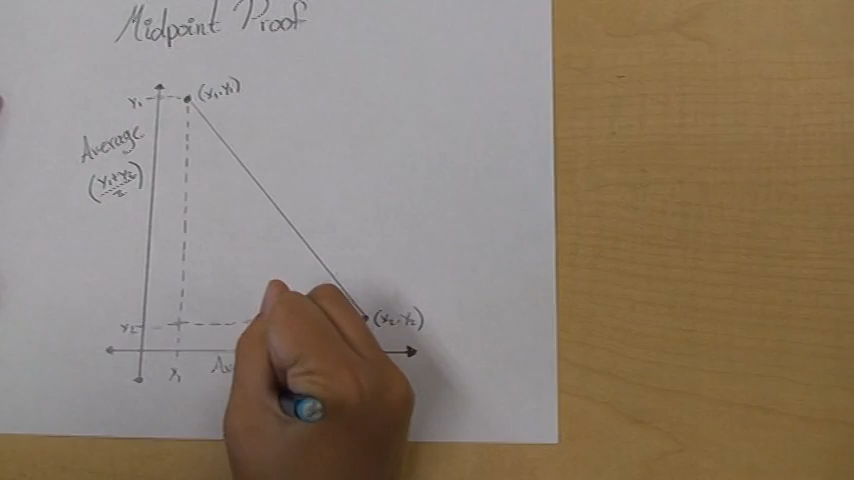 Midpoint Proof
Y₁ (X₁, Y₁)
Average
(Y₁+Y₂/2)
Y₂ (X₂, Y₂)
X₁